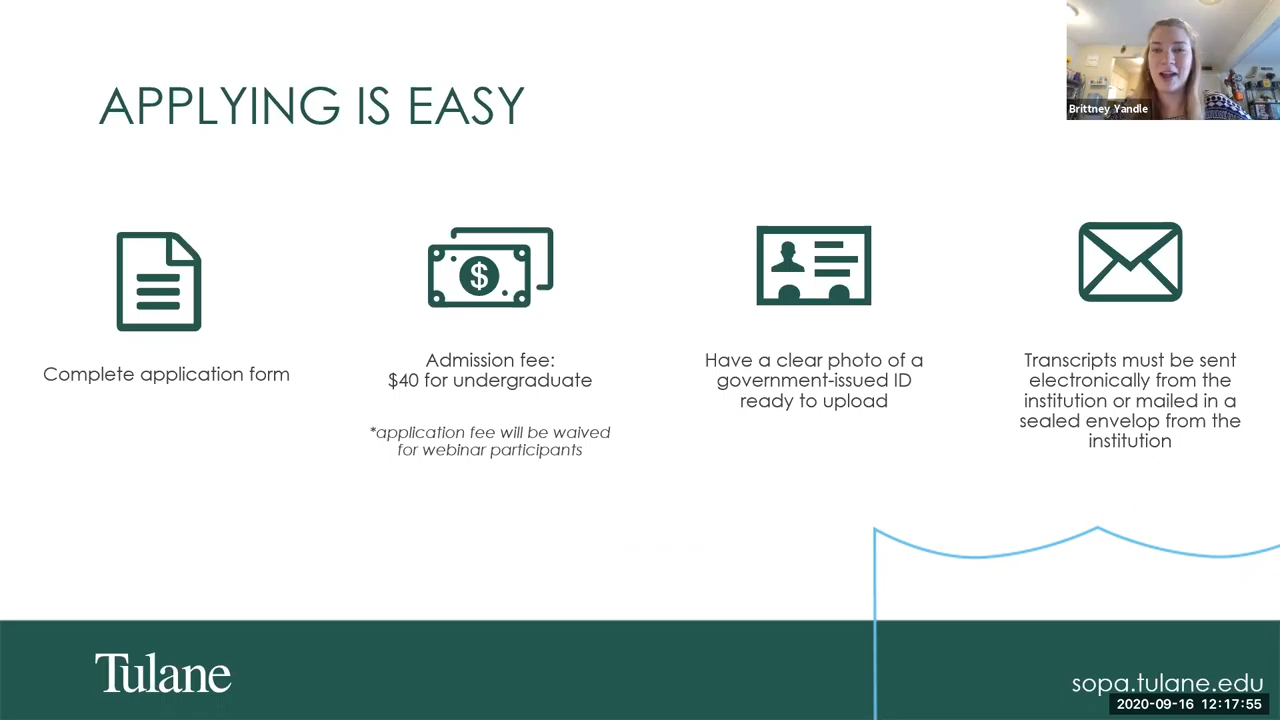 APPLYING IS EASY
Brittney Yandle
Complete application form
Admission fee:
$40 for undergraduate
*application fee will be waived
for webinar participants
Have a clear photo of a
government-issued ID
ready to upload
Transcripts must be sent
electronically from the
institution or mailed in a
sealed envelop from the
institution
Tulane
sopa.tulane.edu
2020-09-16 12:17:55